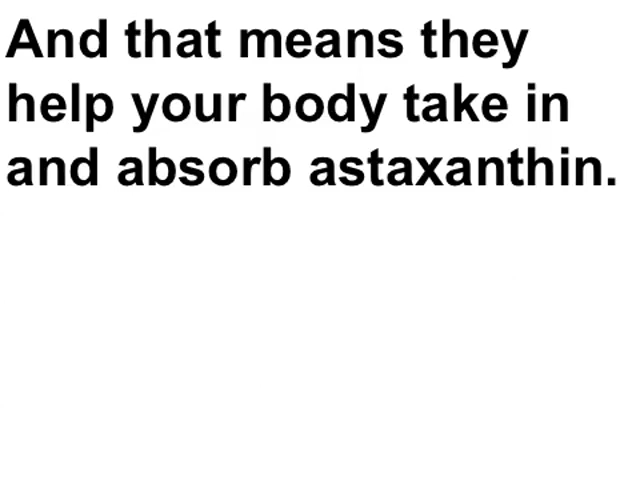 And that means they
help your body take in
and absorb astaxanthin.